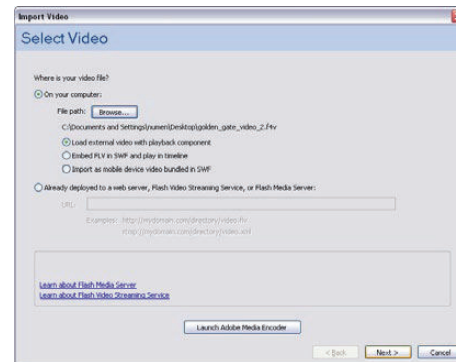 Import Video
Select Video
Where is your video file?
On your computer:
File path: Browse...
C:\Documents and Settings\numeri\Desktop\golden_gate_video_2.f4v
Load external video with playback component
Embed FLV in SWF and play in timeline
Import as mobile device video bundled in SWF
Already deployed to a web server, Flash Video Streaming Service, or Flash Media Server:
URL:
Examples: http://mydomain.com/directory/video.flv
rtmp://mydomain.com/directory/video.xml
Learn about Flash Media Server
Learn about Flash Video Streaming Service
Launch Adobe Media Encoder
< Back Next > Cancel